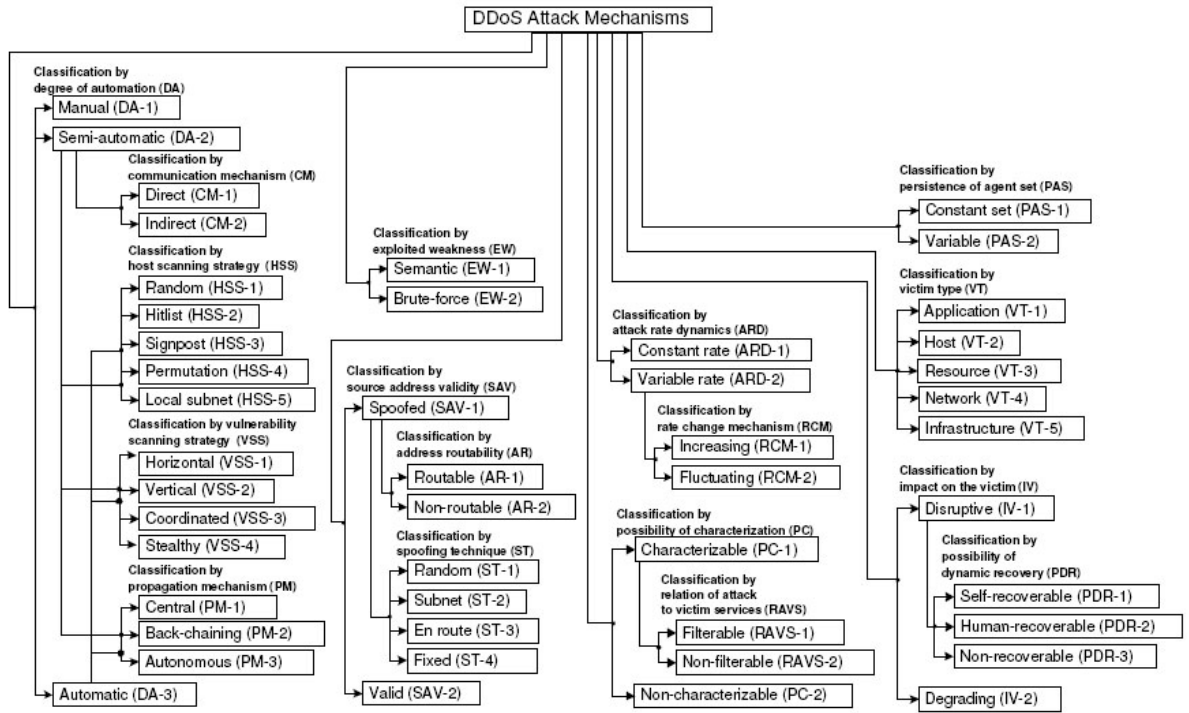 DDoS Attack Mechanisms
Classification by
degree of automation (DA)
Manual (DA-1)
Semi-automatic (DA-2)
Classification by
communication mechanism (CM)
Direct (CM-1)
Indirect (CM-2)
Classification by
host scanning strategy (HSS)
Random (HSS-1)
Hitlist (HSS-2)
Signpost (HSS-3)
Permutation (HSS-4)
Local subnet (HSS-5)
Classification by vulnerability
scanning strategy (VSS)
Horizontal (VSS-1)
Vertical (VSS-2)
Coordinated (VSS-3)
Stealthy (VSS-4)
Classification by
propagation mechanism (PM)
Central (PM-1)
Back-chaining (PM-2)
Autonomous (PM-3)
Automatic (DA-3)
Classification by
exploited weakness (EW)
Semantic (EW-1)
Brute-force (EW-2)
Classification by
source address validity (SAV)
Spoofed (SAV-1)
Classification by
address routability (AR)
Routable (AR-1)
Non-routable (AR-2)
Classification by
spoofing technique (ST)
Random (ST-1)
Subnet (ST-2)
En route (ST-3)
Fixed (ST-4)
Valid (SAV-2)
Classification by
attack rate dynamics (ARD)
Constant rate (ARD-1)
Variable rate (ARD-2)
Classification by
rate change mechanism (RCM)
Increasing (RCM-1)
Fluctuating (RCM-2)
Classification by
possibility of characterization (PC)
Characterizable (PC-1)
Classification by
relation of attack
to victim services (RAVS)
Filterable (RAVS-1)
Non-filterable (RAVS-2)
Non-characterizable (PC-2)
Classification by
persistence of agent set (PAS)
Constant set (PAS-1)
Variable (PAS-2)
Classification by
victim type (VT)
Application (VT-1)
Host (VT-2)
Resource (VT-3)
Network (VT-4)
Infrastructure (VT-5)
Classification by
impact on the victim (IV)
Disruptive (IV-1)
Classification by
possibility of
dynamic recovery (PDR)
Self-recoverable (PDR-1)
Human-recoverable (PDR-2)
Non-recoverable (PDR-3)
Degrading (IV-2)